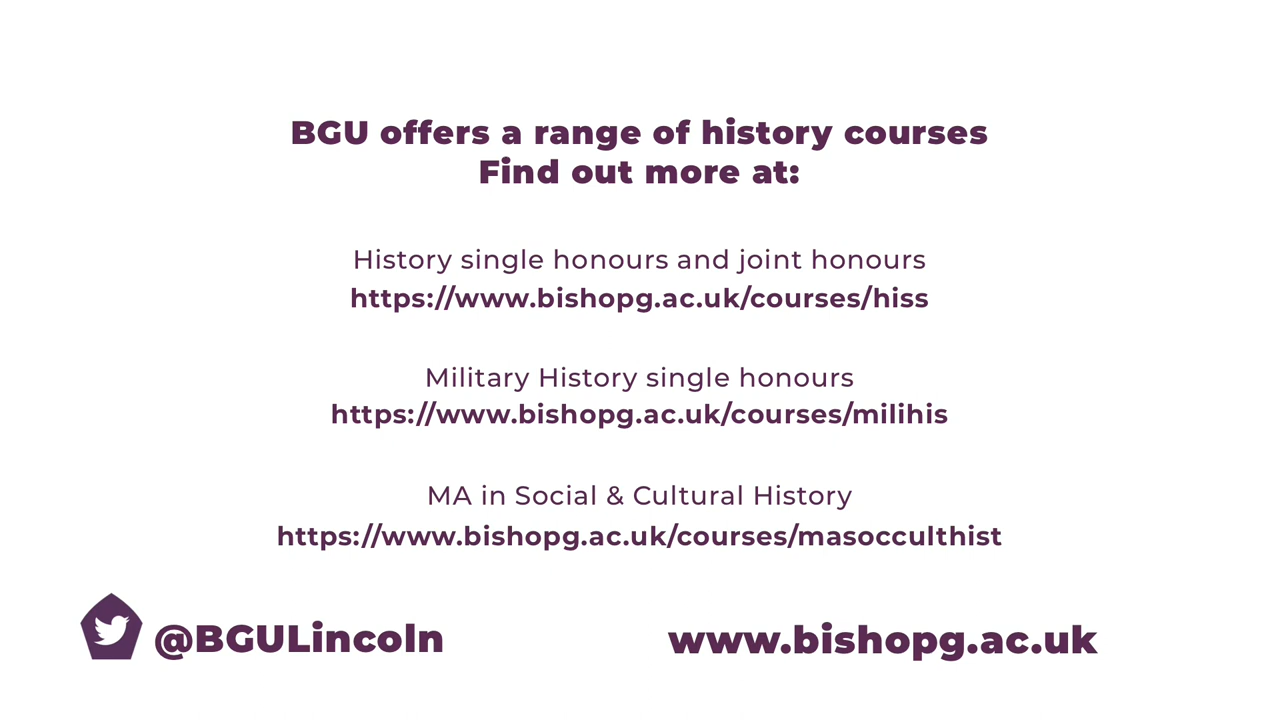 BGU offers a range of history courses
Find out more at:
History single honours and joint honours
https://www.bishopg.ac.uk/courses/hiss
Military History single honours
https://www.bishopg.ac.uk/courses/milihis
MA in Social & Cultural History
https://www.bishopg.ac.uk/courses/masocculthist
@BGULincoln
www.bishopg.ac.uk